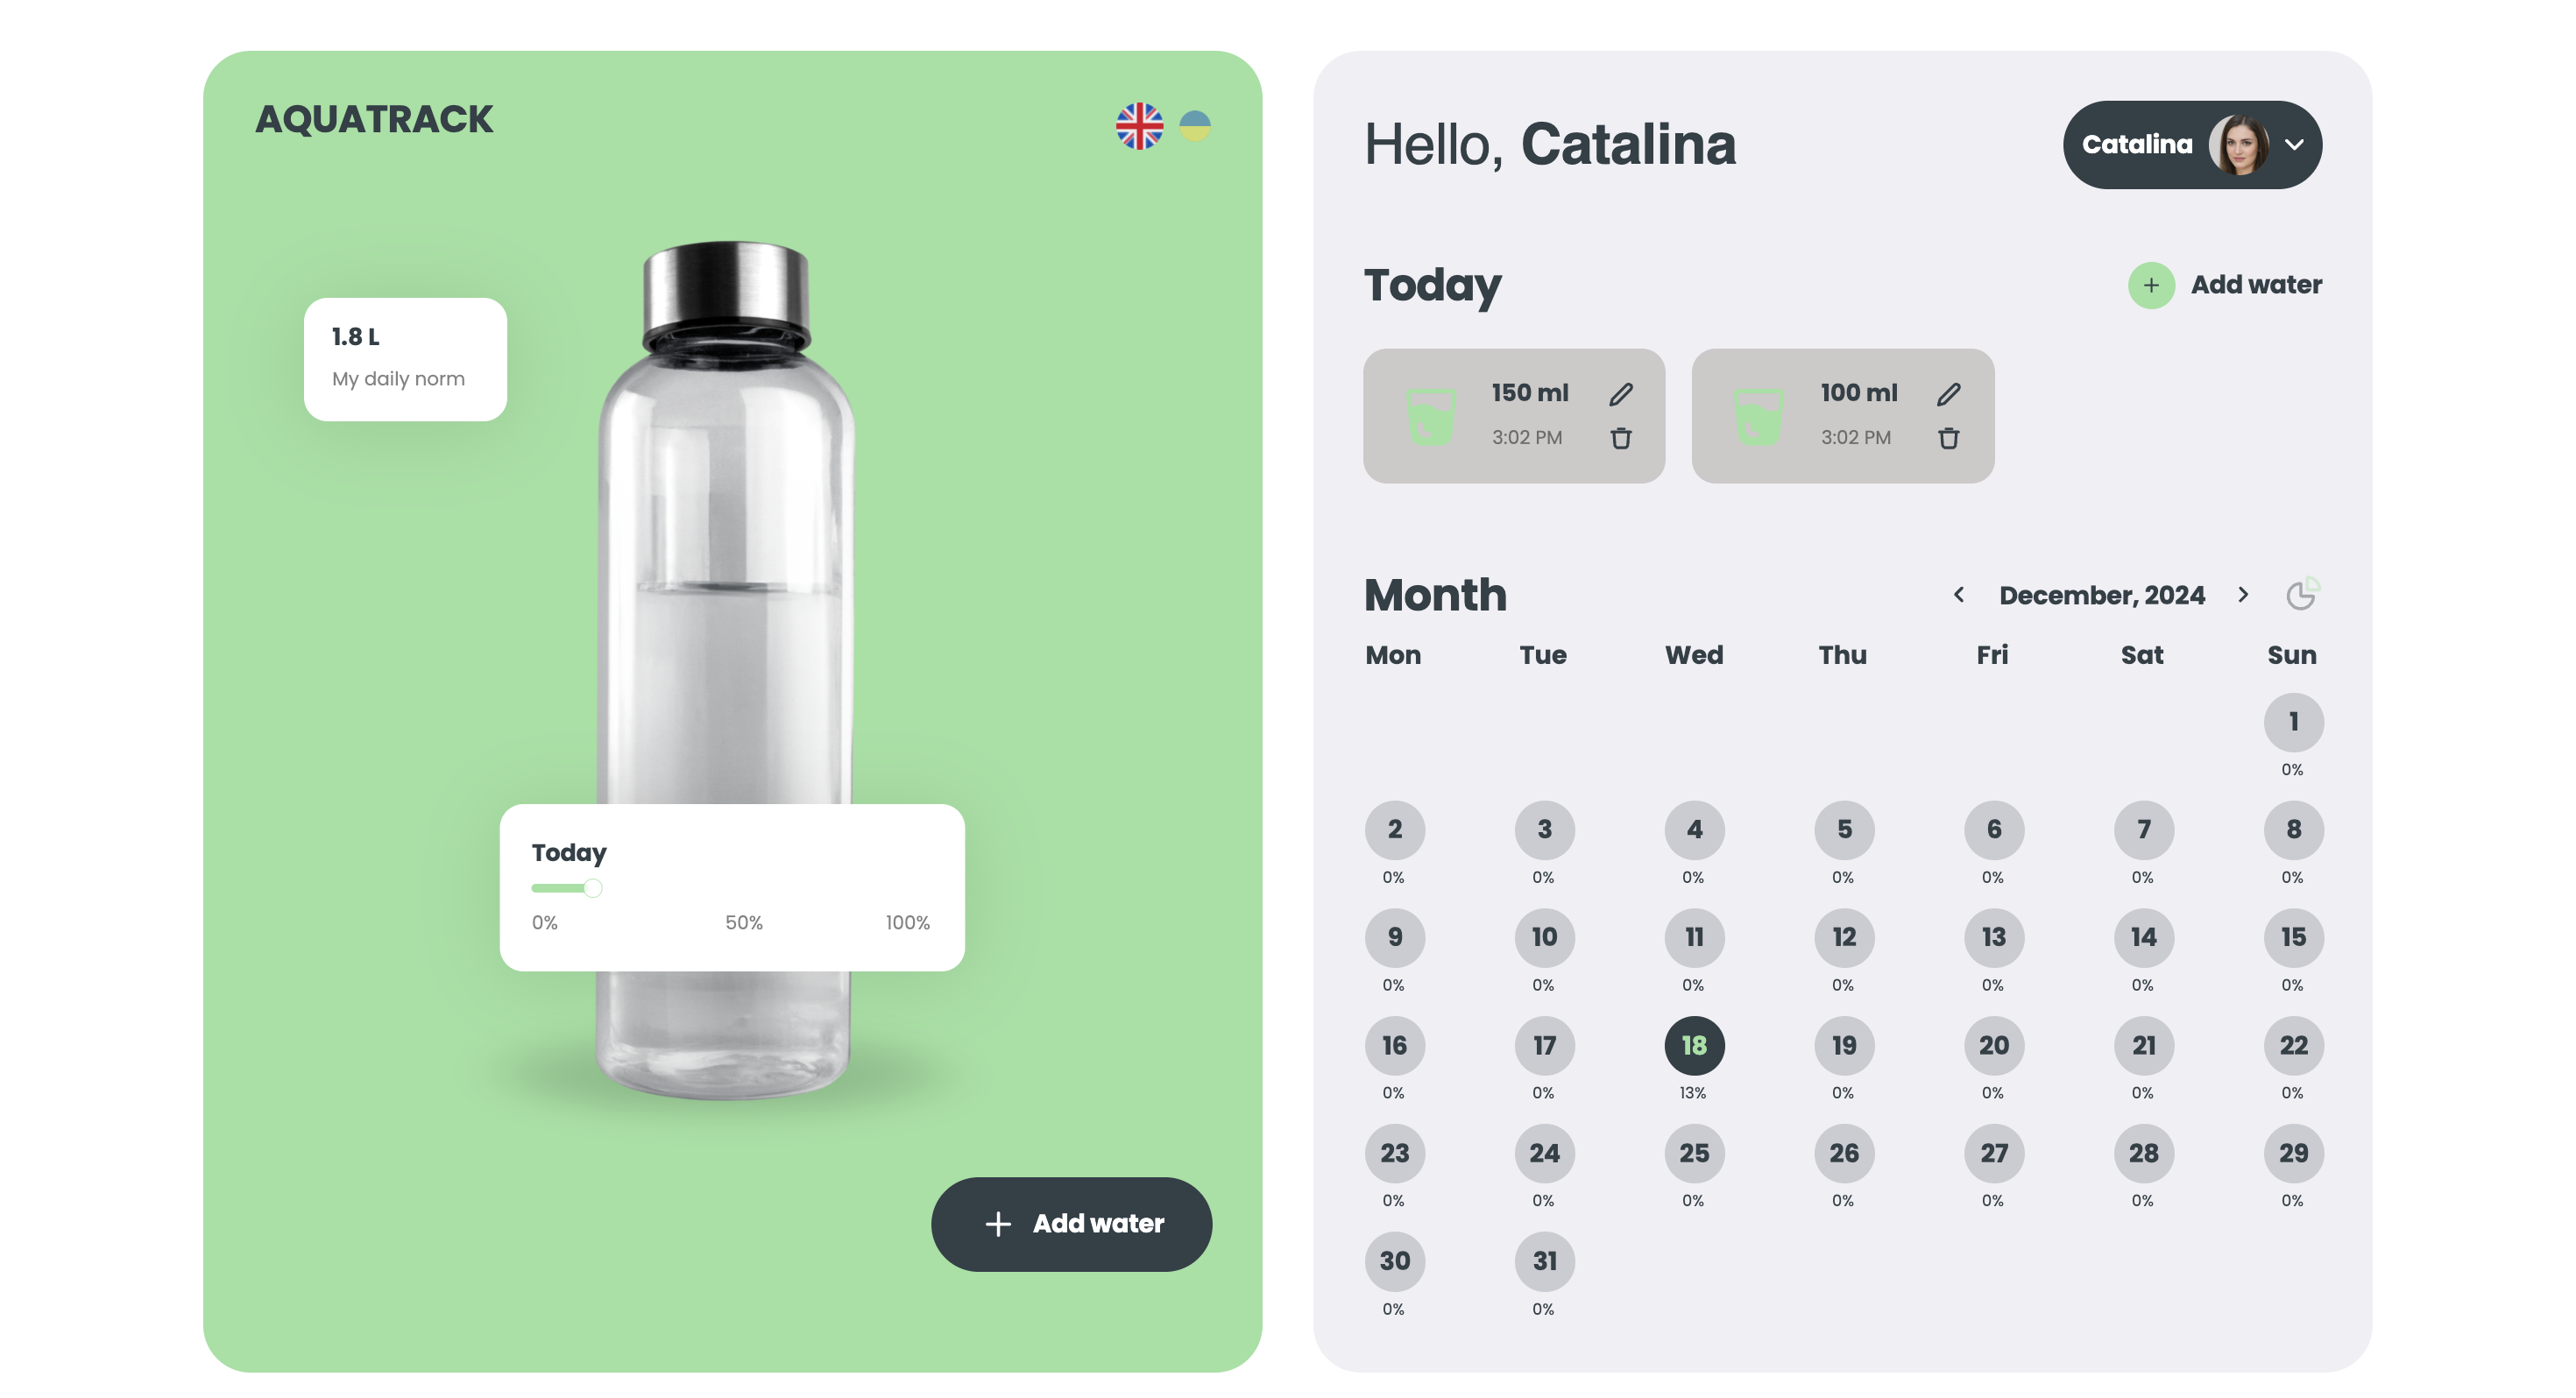 AQUATRACK
1.8 L
My daily norm
Today
0% 50% 100%
Add water
Hello, Catalina
Catalina
Today
Add water
150 ml
3:02 PM
100 ml
3:02 PM
Month
December, 2024
Mon Tue Wed Thu Fri Sat Sun
1
0%
2 3 4 5 6 7 8
0% 0% 0% 0% 0% 0% 0%
9 10 11 12 13 14 15
0% 0% 0% 0% 0% 0% 0%
16 17 18 19 20 21 22
0% 0% 13% 0% 0% 0% 0%
23 24 25 26 27 28 29
0% 0% 0% 0% 0% 0% 0%
30 31
0% 0%